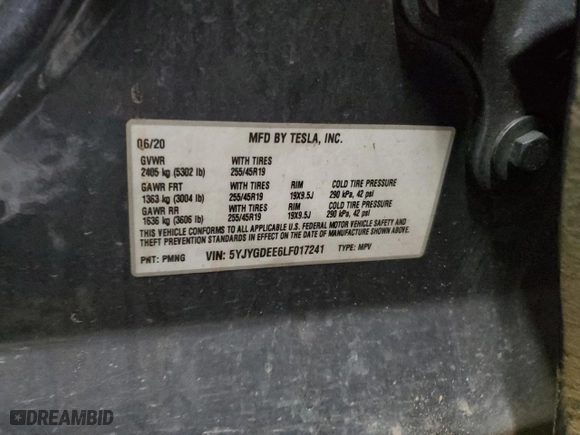 06/20 MFD BY TESLA, INC.
GVWR WITH TIRES
2405 kg (5302 lb) 255/45R19
GAWR FRT WITH TIRES RIM COLD TIRE PRESSURE
1363 kg (3004 lb) 255/45R19 19X9.5J 290 kPa, 42 psi
GAWR RR WITH TIRES RIM COLD TIRE PRESSURE
1636 kg (3606 lb) 255/45R19 19X9.5J 290 kPa, 42 psi
THIS VEHICLE CONFORMS TO ALL APPLICABLE U.S. FEDERAL MOTOR VEHICLE SAFETY AND
THEFT PREVENTION STANDARDS IN EFFECT ON THE DATE OF MANUFACTURE SHOWN ABOVE.
PNT: PMNG VIN: 5YJYGDEE6LF017241 TYPE: MPV
DREAMBID